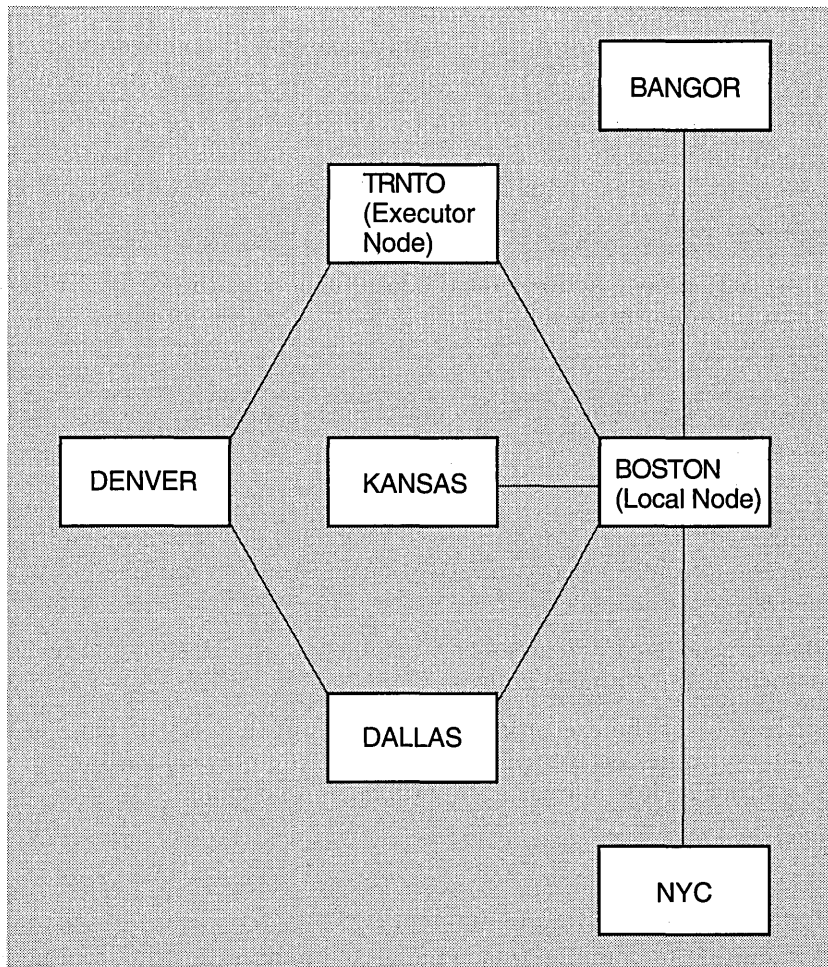 BANGOR
TRNTO
(Executor
Node)
DENVER
KANSAS
BOSTON
(Local Node)
DALLAS
NYC